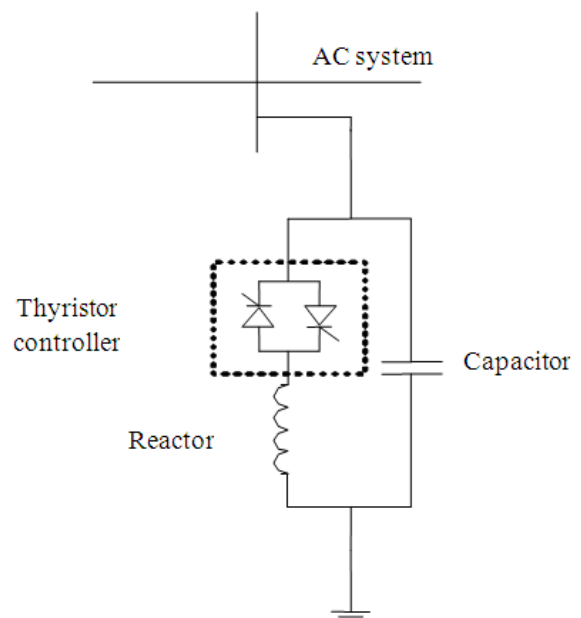 AC system
Thyristor
controller
Capacitor
Reactor